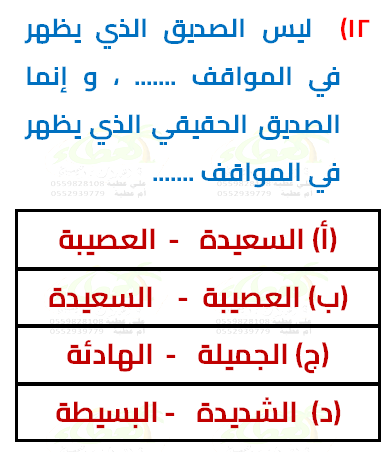 ١٢) ليس الصديق الذي يظهر
في المواقف ....... ، و إنما
الصديق الحقيقي الذي يظهر
في المواقف .......
(أ) السعيدة - العصيبة
(ب) العصيبة - السعيدة
(ج) الجميلة - الهادئة
(د) الشديدة - البسيطة